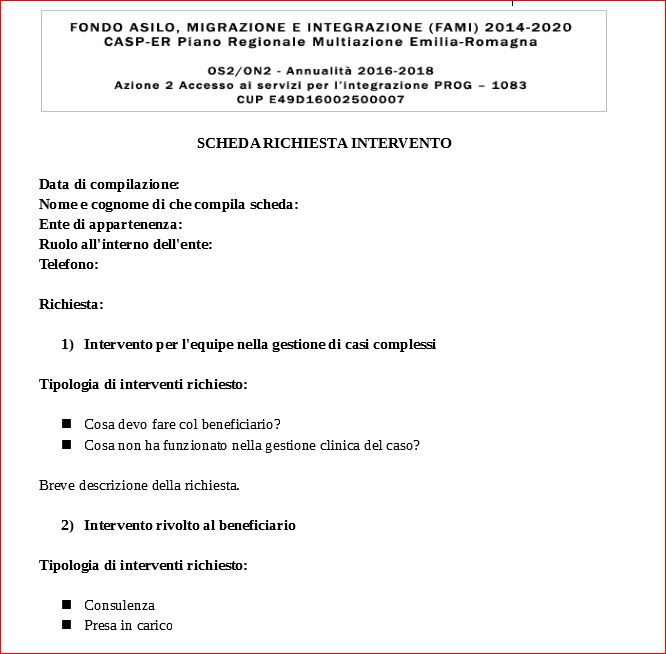 FONDO ASILO, MIGRAZIONE E INTEGRAZIONE (FAMI) 2014-2020
CASP-ER Piano Regionale Multiazione Emilia-Romagna
OS2/ON2 - Annualità 2016-2018
Azione 2 Accesso ai servizi per l'integrazione PROG – 1083
CUP E49D16002500007
SCHEDA RICHIESTA INTERVENTO
Data di compilazione:
Nome e cognome di che compila scheda:
Ente di appartenenza:
Ruolo all'interno dell'ente:
Telefono:
Richiesta:
1) Intervento per l'equipe nella gestione di casi complessi
Tipologia di interventi richiesto:
■ Cosa devo fare col beneficiario?
■ Cosa non ha funzionato nella gestione clinica del caso?
Breve descrizione della richiesta.
2) Intervento rivolto al beneficiario
Tipologia di interventi richiesto:
■ Consulenza
■ Presa in carico